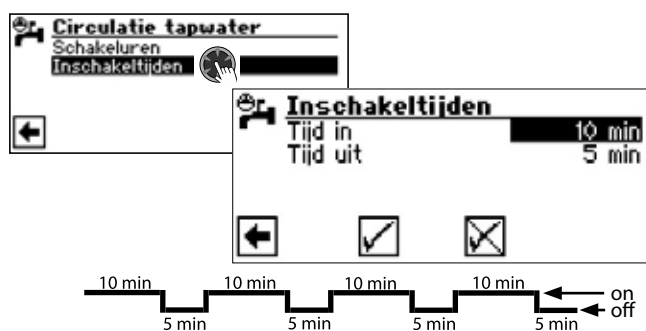 Circulatie tapwater
Schakeluren
Inschakeltijden
Inschakeltijden
Tijd in 10 min
Tijd uit 5 min
10 min 10 min 10 min 10 min
on
off
5 min 5 min 5 min 5 min